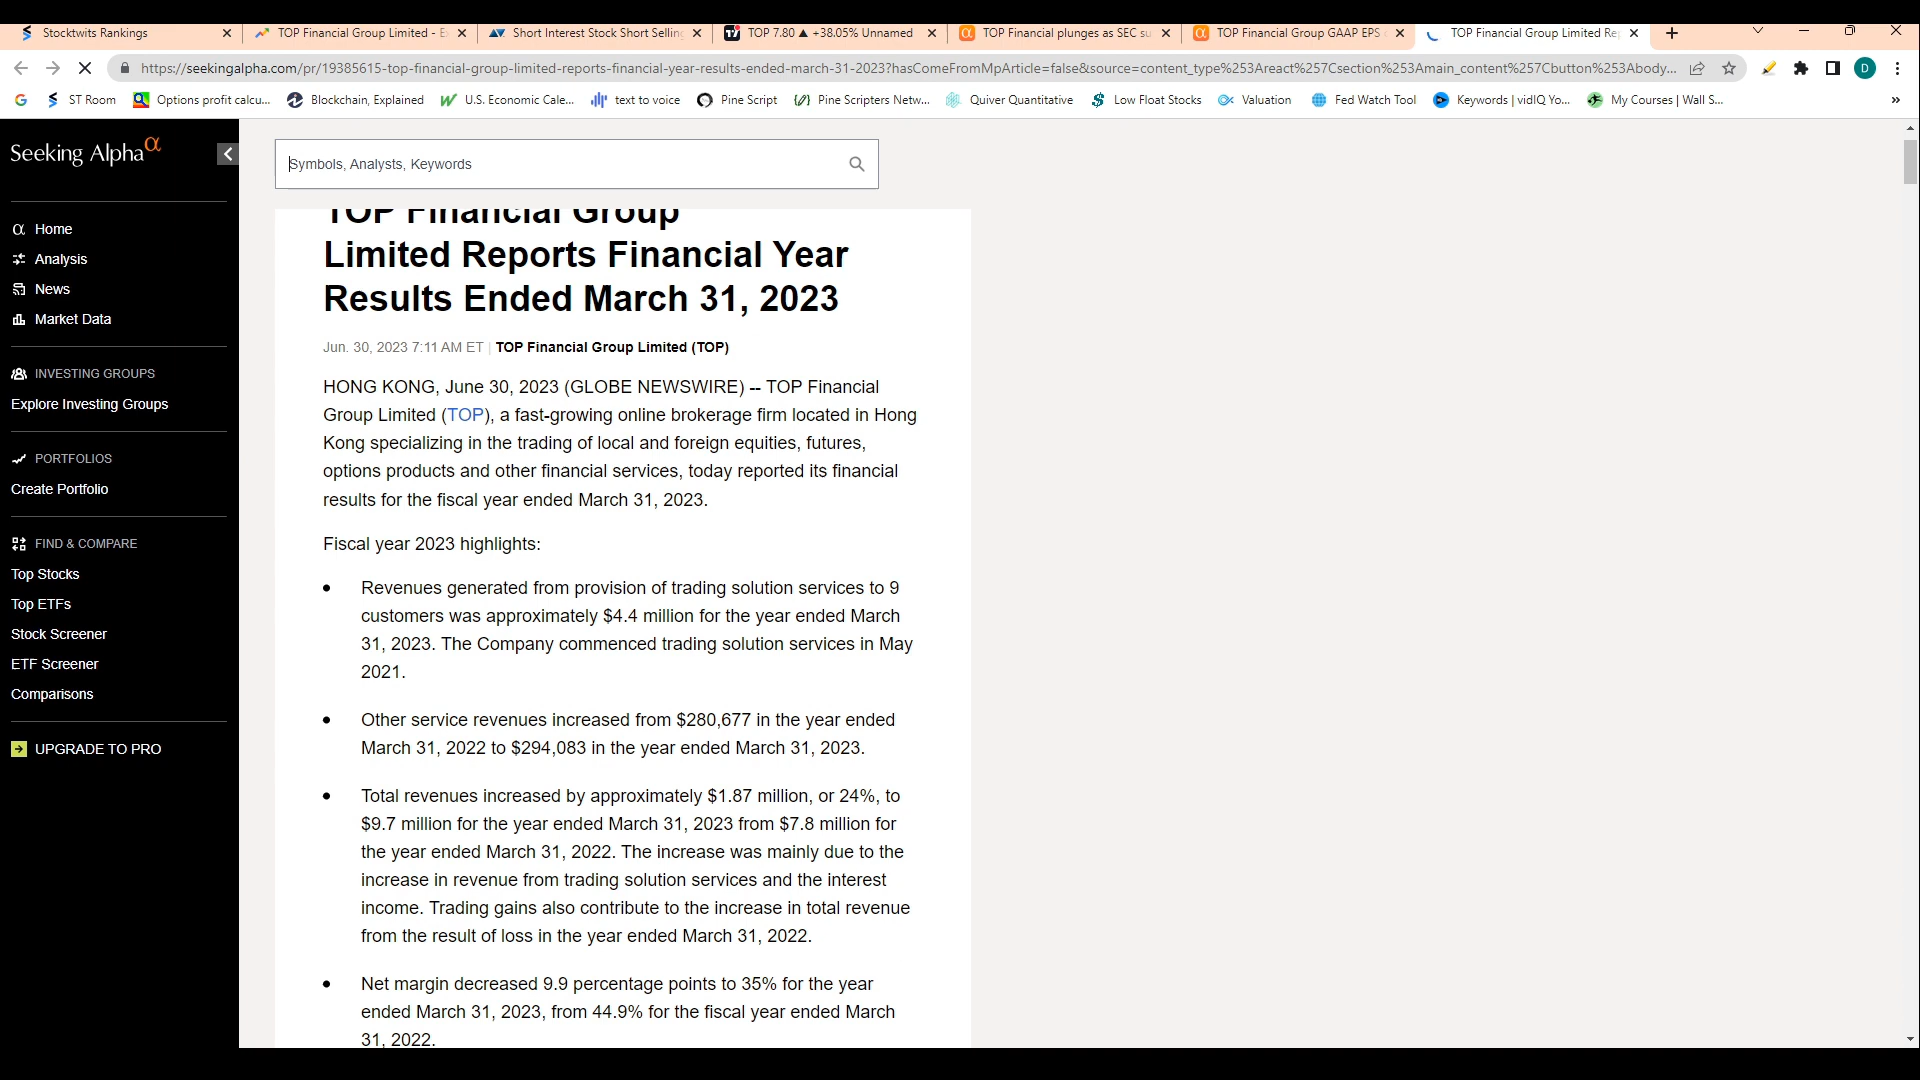 Stocktwits Rankings
TOP Financial Group Limited - E
Short Interest Stock Short Selling
TOP 7.80 ▲ +38.05% Unnamed
TOP Financial plunges as SEC su
TOP Financial Group GAAP EPS
TOP Financial Group Limited Re
https://seekingalpha.com/pr/19385615-top-financial-group-limited-reports-financial-year-results-ended-march-31-2023?hasComeFromMpArticle=false&source=content_type%253Areact%257Csection%253Amain_content%257Cbutton%253Abody...
D
ST Room
Options profit calcu...
Blockchain, Explained
U.S. Economic Cale...
text to voice
Pine Script
Pine Scripters Netw...
Quiver Quantitative
Low Float Stocks
Valuation
Fed Watch Tool
Keywords | vidIQ Yo...
My Courses | Wall S...
»
Seeking Alpha α
Symbols, Analysts, Keywords
Home
Analysis
News
Market Data
INVESTING GROUPS
Explore Investing Groups
PORTFOLIOS
Create Portfolio
FIND & COMPARE
Top Stocks
Top ETFs
Stock Screener
ETF Screener
Comparisons
UPGRADE TO PRO
TOP Financial Group
Limited Reports Financial Year
Results Ended March 31, 2023
Jun. 30, 2023 7:11 AM ET | TOP Financial Group Limited (TOP)
HONG KONG, June 30, 2023 (GLOBE NEWSWIRE) -- TOP Financial
Group Limited (TOP), a fast-growing online brokerage firm located in Hong
Kong specializing in the trading of local and foreign equities, futures,
options products and other financial services, today reported its financial
results for the fiscal year ended March 31, 2023.
Fiscal year 2023 highlights:
• Revenues generated from provision of trading solution services to 9
customers was approximately $4.4 million for the year ended March
31, 2023. The Company commenced trading solution services in May
2021.
• Other service revenues increased from $280,677 in the year ended
March 31, 2022 to $294,083 in the year ended March 31, 2023.
• Total revenues increased by approximately $1.87 million, or 24%, to
$9.7 million for the year ended March 31, 2023 from $7.8 million for
the year ended March 31, 2022. The increase was mainly due to the
increase in revenue from trading solution services and the interest
income. Trading gains also contribute to the increase in total revenue
from the result of loss in the year ended March 31, 2022.
• Net margin decreased 9.9 percentage points to 35% for the year
ended March 31, 2023, from 44.9% for the fiscal year ended March
31, 2022.